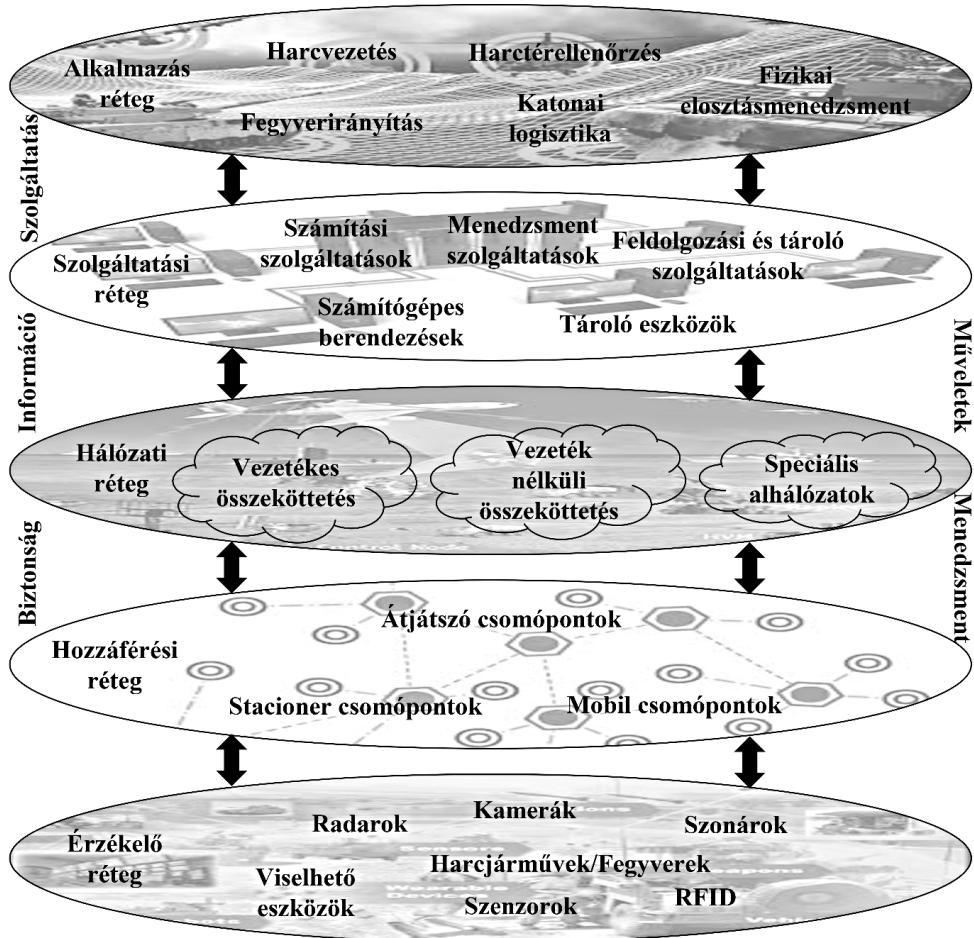 Alkalmazás
réteg
Harcvezetés
Harctérellenőrzés
Fizikai
elosztásmenedzsment
Fegyverirányítás
Katonai
logisztika
Szolgáltatás
Szolgáltatási
réteg
Számítási
szolgáltatások
Menedzsment
szolgáltatások
Feldolgozási és tároló
szolgáltatások
Számítógépes
berendezések
Tároló eszközök
Információ
Műveletek
Hálózati
réteg
Vezetékes
összeköttetés
Vezeték
nélküli
összeköttetés
Speciális
alhálózatok
Biztonság
Menedzsment
Hozzáférési
réteg
Átjátszó csomópontok
Stacioner csomópontok
Mobil csomópontok
Érzékelő
réteg
Radarok
Kamerák
Szonárok
Harcjárművek/Fegyverek
Viselhető
eszközök
Szenzorok
RFID